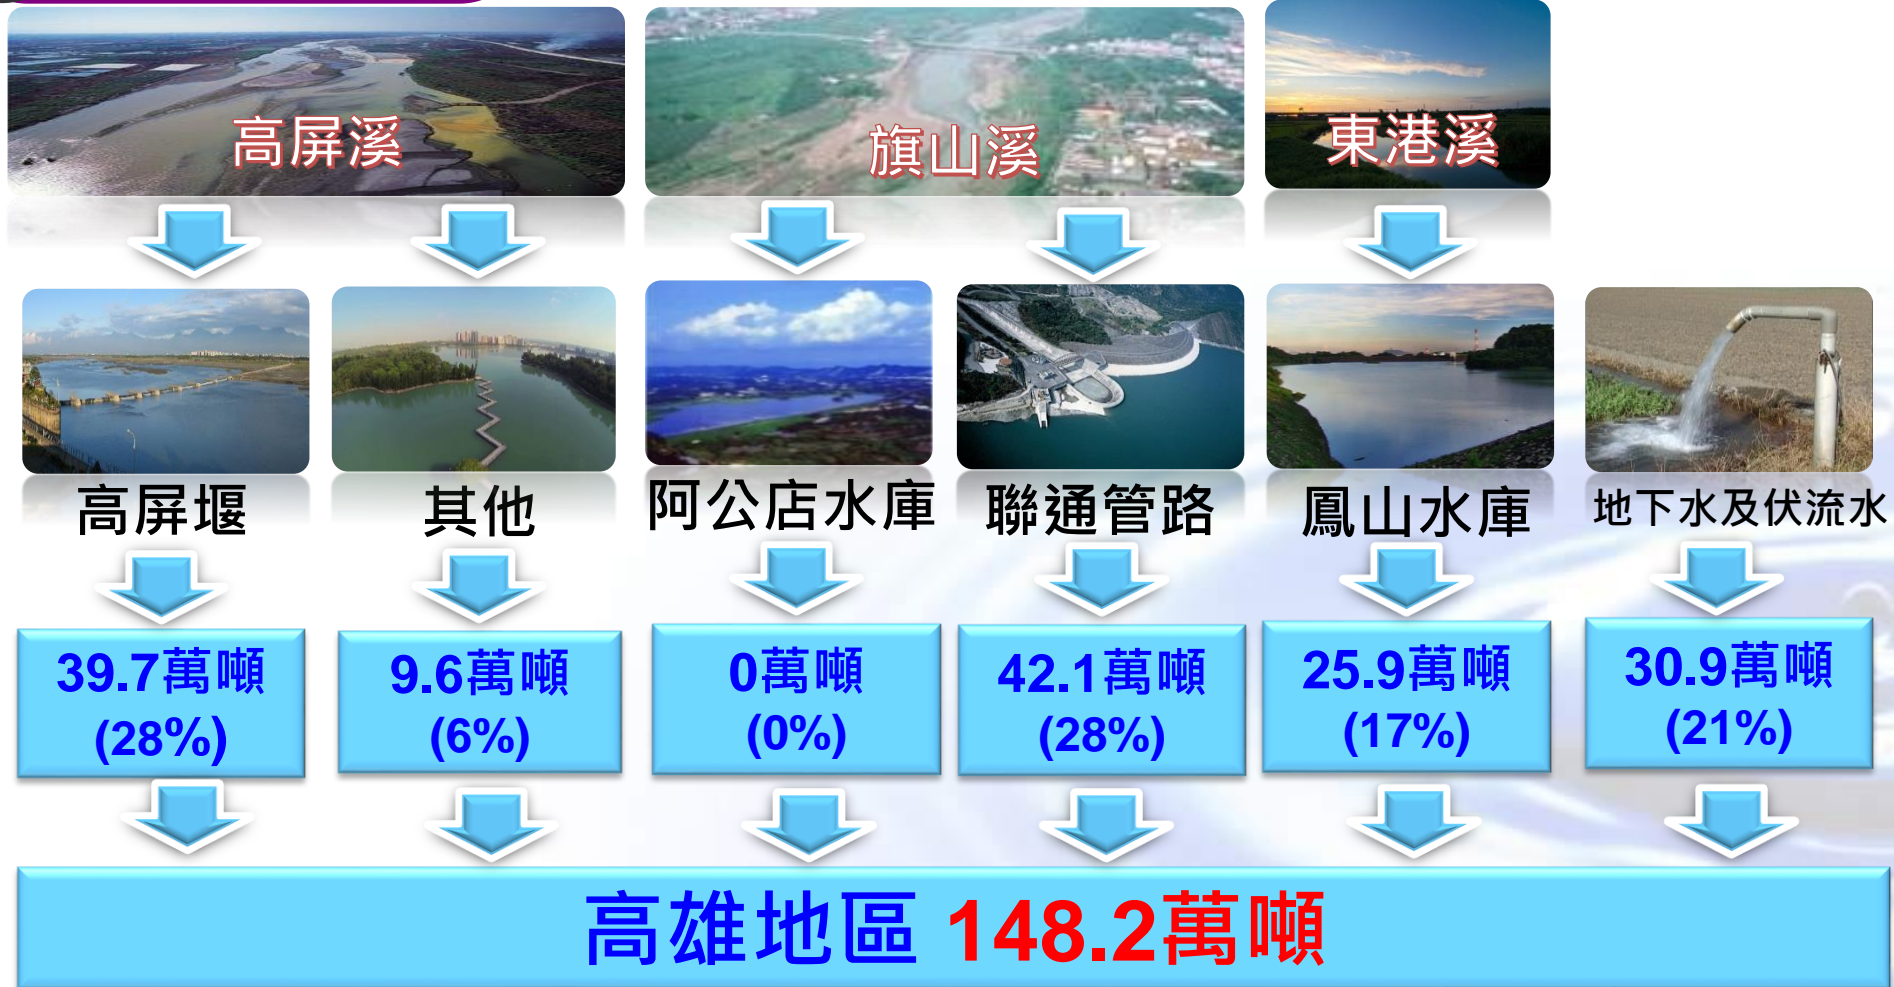 高屏溪
旗山溪
東港溪
高屏堰
其他
阿公店水庫
聯通管路
鳳山水庫
地下水及伏流水
39.7萬噸
(28%)
9.6萬噸
(6%)
0萬噸
(0%)
42.1萬噸
(28%)
25.9萬噸
(17%)
30.9萬噸
(21%)
高雄地區 148.2萬噸